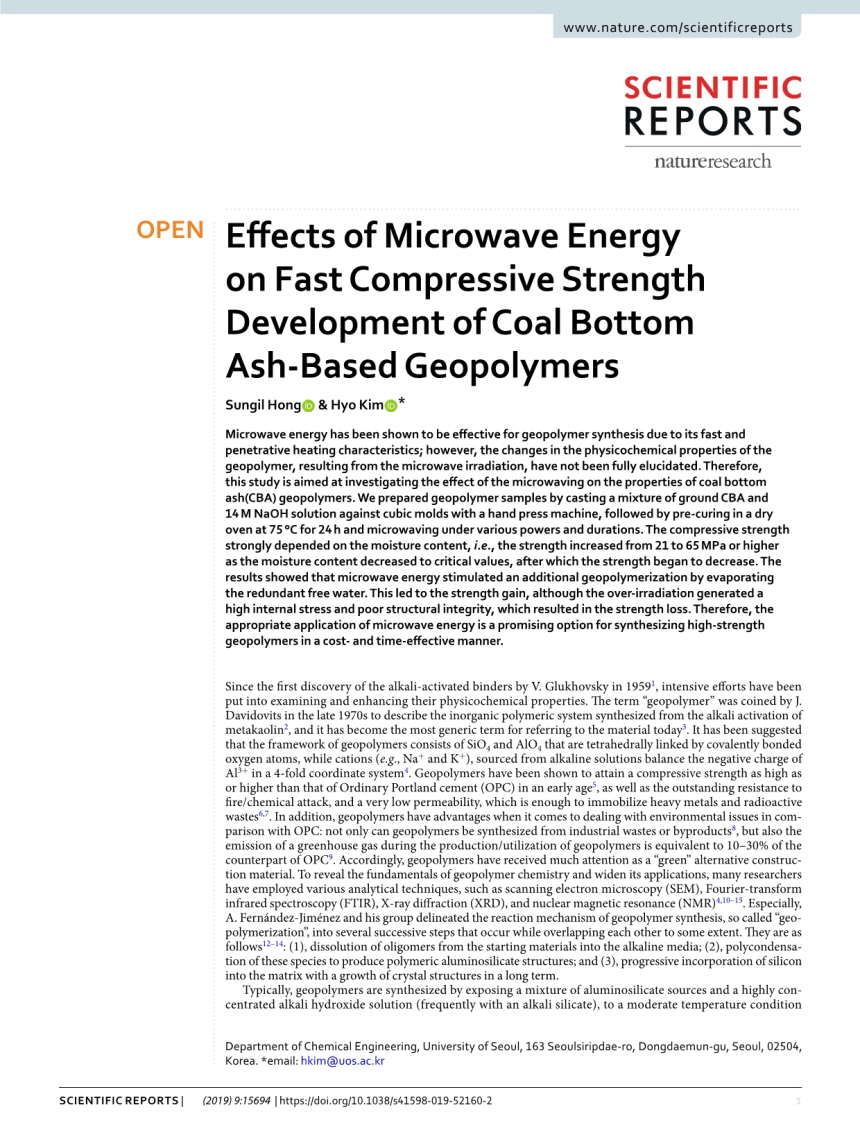 www.nature.com/scientificreports
SCIENTIFIC
REPORTS
natureresearch
OPEN
Effects of Microwave Energy
on Fast Compressive Strength
Development of Coal Bottom
Ash-Based Geopolymers
Sungil Hong & Hyo Kim*
Microwave energy has been shown to be effective for geopolymer synthesis due to its fast and
penetrative heating characteristics; however, the changes in the physicochemical properties of the
geopolymer, resulting from the microwave irradiation, have not been fully elucidated. Therefore,
this study is aimed at investigating the effect of the microwaving on the properties of coal bottom
ash(CBA) geopolymers. We prepared geopolymer samples by casting a mixture of ground CBA and
14 M NaOH solution against cubic molds with a hand press machine, followed by pre-curing in a dry
oven at 75 °C for 24 h and microwaving under various powers and durations. The compressive strength
strongly depended on the moisture content, i.e., the strength increased from 21 to 65 MPa or higher
as the moisture content decreased to critical values, after which the strength began to decrease. The
results showed that microwave energy stimulated an additional geopolymerization by evaporating
the redundant free water. This led to the strength gain, although the over-irradiation generated a
high internal stress and poor structural integrity, which resulted in the strength loss. Therefore, the
appropriate application of microwave energy is a promising option for synthesizing high-strength
geopolymers in a cost- and time-effective manner.
Since the first discovery of the alkali-activated binders by V. Glukhovsky in 1959¹, intensive efforts have been
put into examining and enhancing their physicochemical properties. The term “geopolymer” was coined by J.
Davidovits in the late 1970s to describe the inorganic polymeric system synthesized from the alkali activation of
metakaolin², and it has become the most generic term for referring to the material today³. It has been suggested
that the framework of geopolymers consists of SiO₄ and AlO₄ that are tetrahedrally linked by covalently bonded
oxygen atoms, while cations (e.g., Na⁺ and K⁺), sourced from alkaline solutions balance the negative charge of
Al³⁺ in a 4-fold coordinate system⁴. Geopolymers have been shown to attain a compressive strength as high as
or higher than that of Ordinary Portland cement (OPC) in an early age⁵, as well as the outstanding resistance to
fire/chemical attack, and a very low permeability, which is enough to immobilize heavy metals and radioactive
wastes⁶,⁷. In addition, geopolymers have advantages when it comes to dealing with environmental issues in com-
parison with OPC: not only can geopolymers be synthesized from industrial wastes or byproducts⁸, but also the
emission of a greenhouse gas during the production/utilization of geopolymers is equivalent to 10–30% of the
counterpart of OPC⁹. Accordingly, geopolymers have received much attention as a “green” alternative construc-
tion material. To reveal the fundamentals of geopolymer chemistry and widen its applications, many researchers
have employed various analytical techniques, such as scanning electron microscopy (SEM), Fourier-transform
infrared spectroscopy (FTIR), X-ray diffraction (XRD), and nuclear magnetic resonance (NMR)⁴,¹⁰⁻¹⁵. Especially,
A. Fernández-Jiménez and his group delineated the reaction mechanism of geopolymer synthesis, so called “geo-
polymerization”, into several successive steps that occur while overlapping each other to some extent. They are as
follows¹²⁻¹⁴: (1), dissolution of oligomers from the starting materials into the alkaline media; (2), polycondensa-
tion of these species to produce polymeric aluminosilicate structures; and (3), progressive incorporation of silicon
into the matrix with a growth of crystal structures in a long term.
Typically, geopolymers are synthesized by exposing a mixture of aluminosilicate sources and a highly con-
centrated alkali hydroxide solution (frequently with an alkali silicate), to a moderate temperature condition
Department of Chemical Engineering, University of Seoul, 163 Seoulsiripdae-ro, Dongdaemun-gu, Seoul, 02504,
Korea. *email: hkim@uos.ac.kr
SCIENTIFIC REPORTS | (2019) 9:15694 | https://doi.org/10.1038/s41598-019-52160-2 1